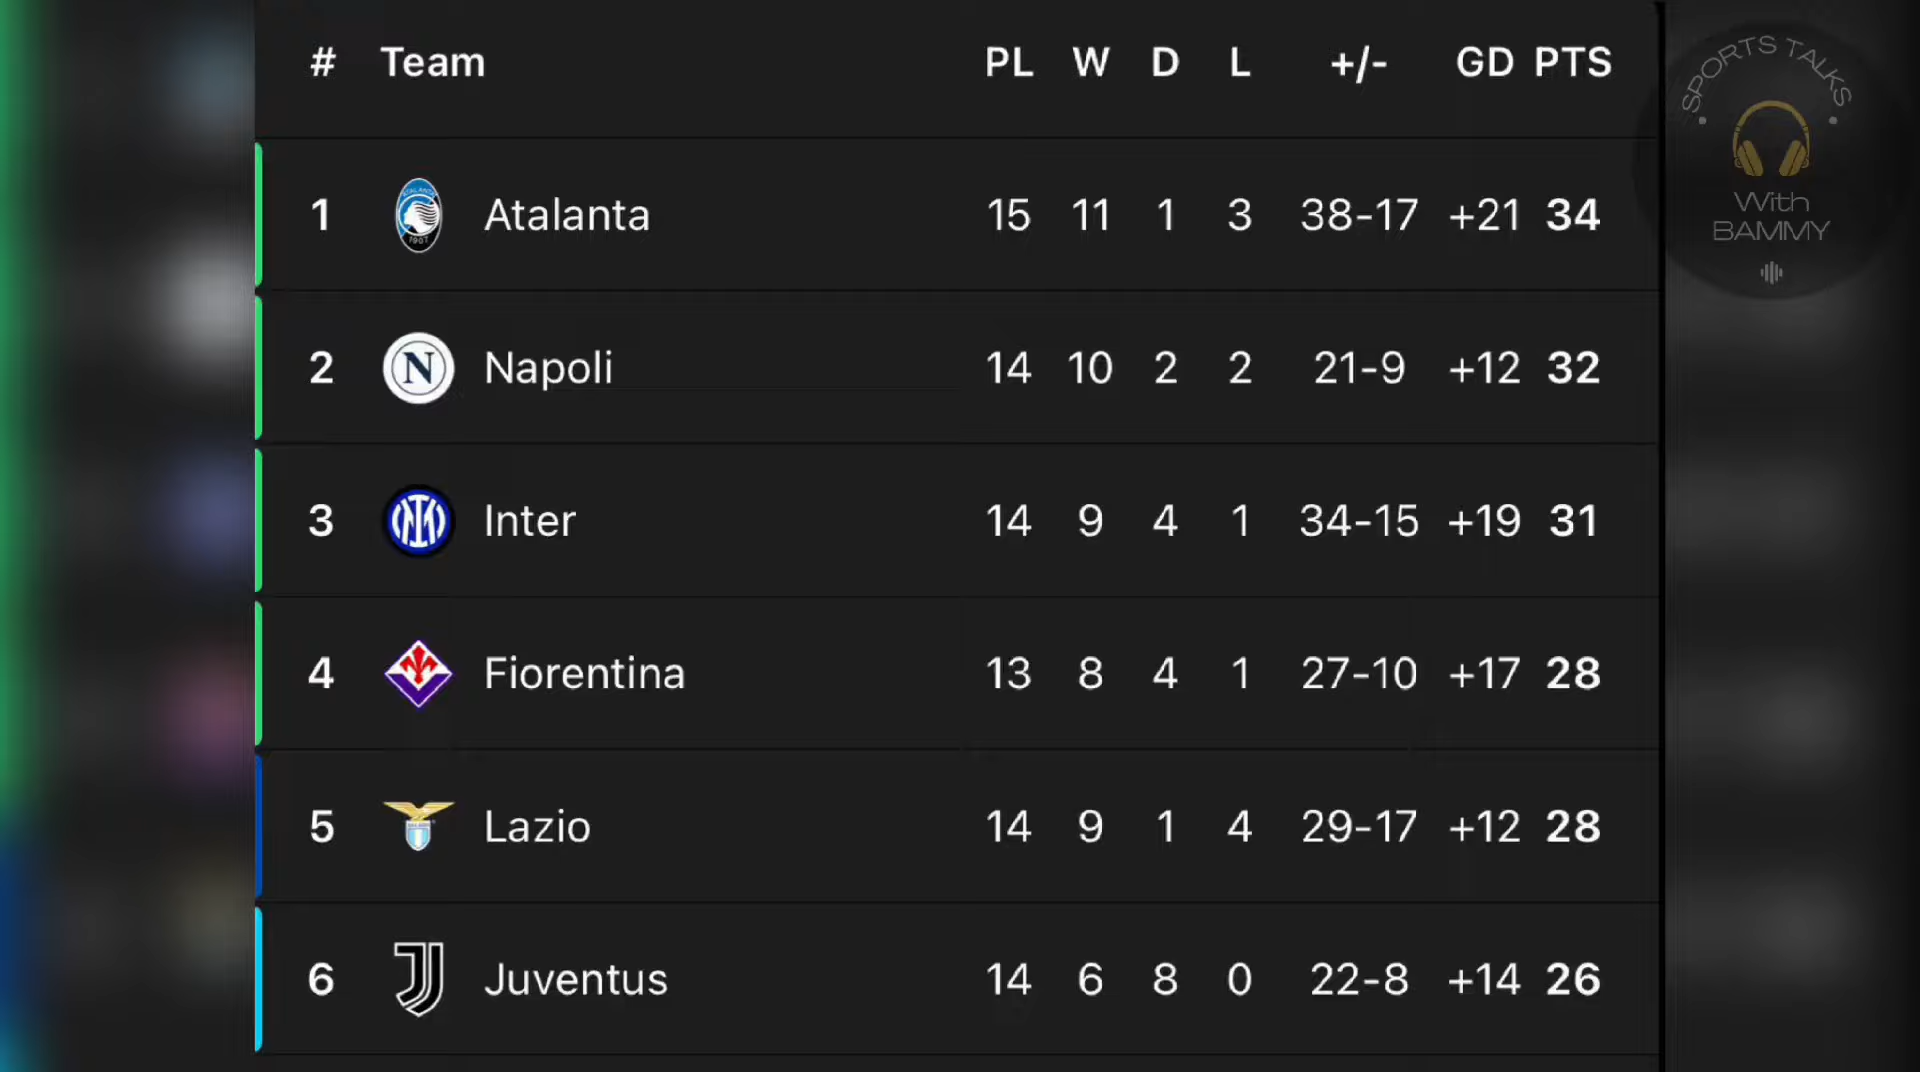 # Team PL W D L +/- GD PTS
1 Atalanta 15 11 1 3 38-17 +21 34
2 Napoli 14 10 2 2 21-9 +12 32
3 Inter 14 9 4 1 34-15 +19 31
4 Fiorentina 13 8 4 1 27-10 +17 28
5 Lazio 14 9 1 4 29-17 +12 28
6 Juventus 14 6 8 0 22-8 +14 26
SPORTS TALKS
With
BAMMY
ATALANTA
1907
N